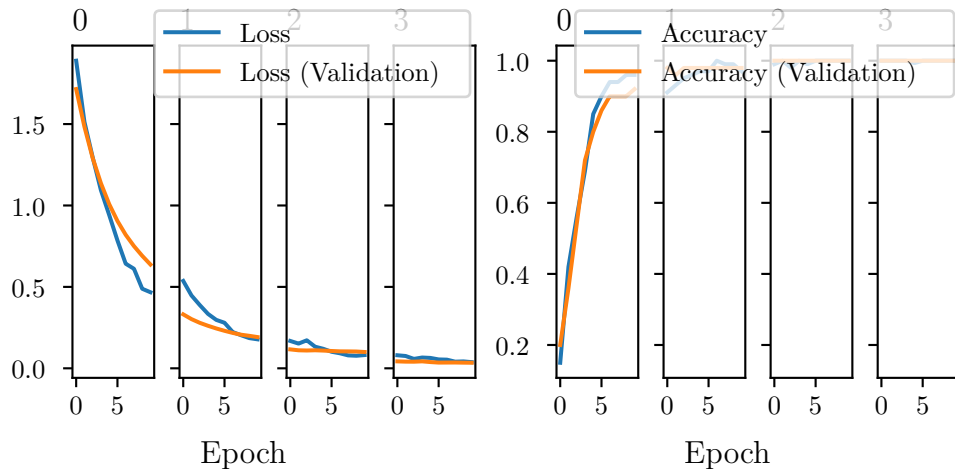 0 1 2 3
Loss
Loss (Validation)
1.5
1.0
0.5
0.0
0 5 0 5 0 5 0 5
Epoch
0 1 2 3
Accuracy
Accuracy (Validation)
1.0
0.8
0.6
0.4
0.2
0 5 0 5 0 5 0 5
Epoch